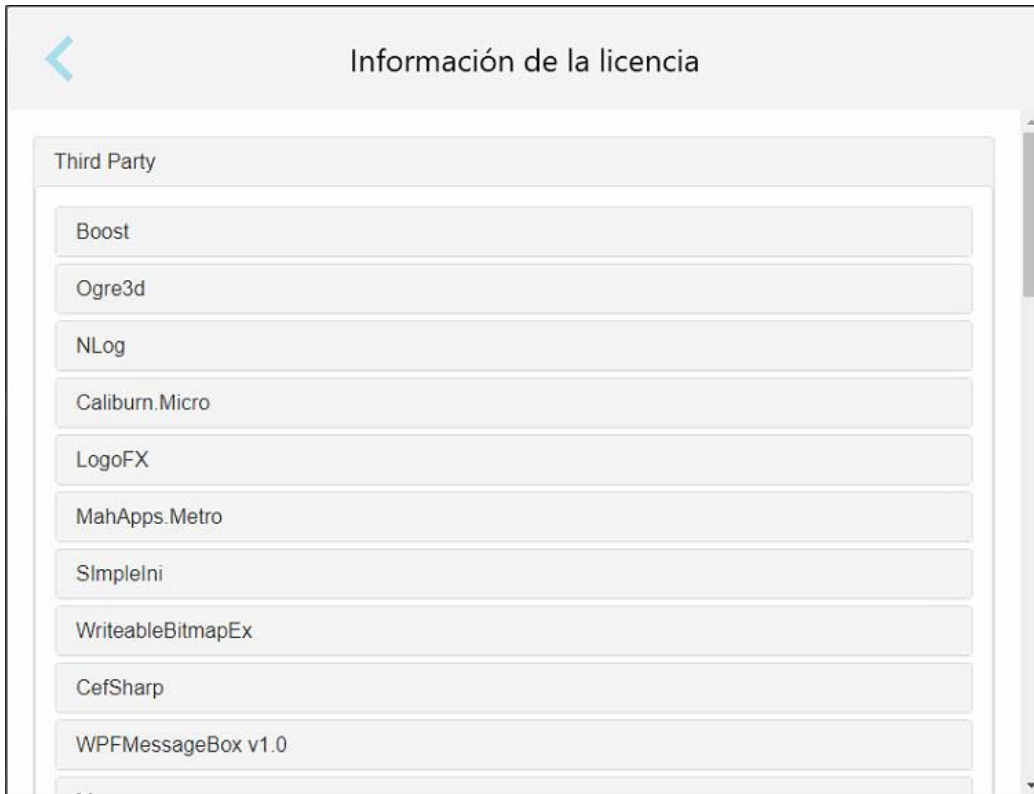 Información de la licencia
Third Party
Boost
Ogre3d
NLog
Caliburn.Micro
LogoFX
MahApps.Metro
SImpleIni
WriteableBitmapEx
CefSharp
WPFMessageBox v1.0